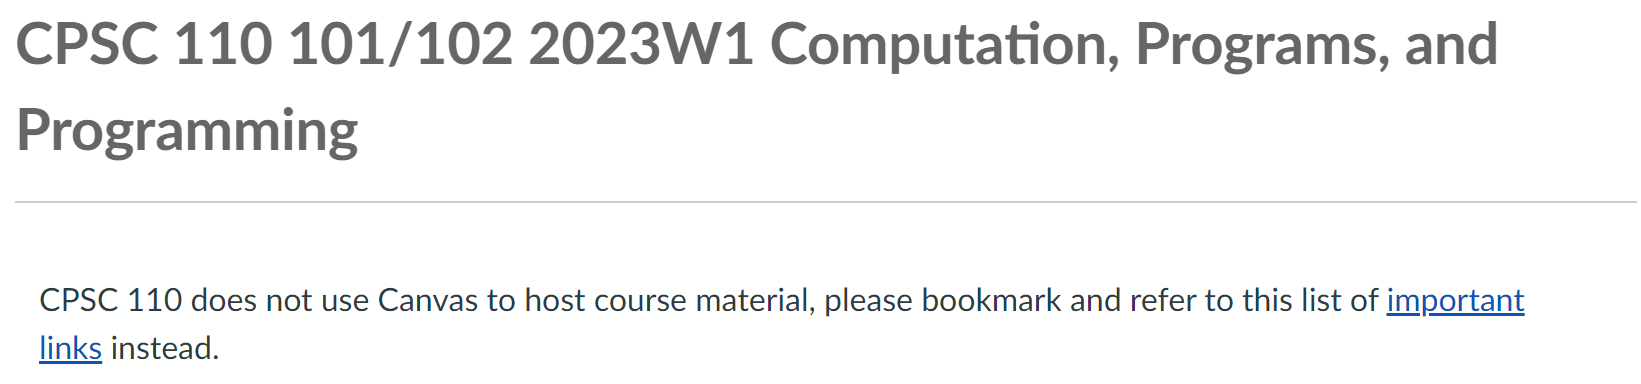 CPSC 110 101/102 2023W1 Computation, Programs, and
Programming
CPSC 110 does not use Canvas to host course material, please bookmark and refer to this list of important
links instead.